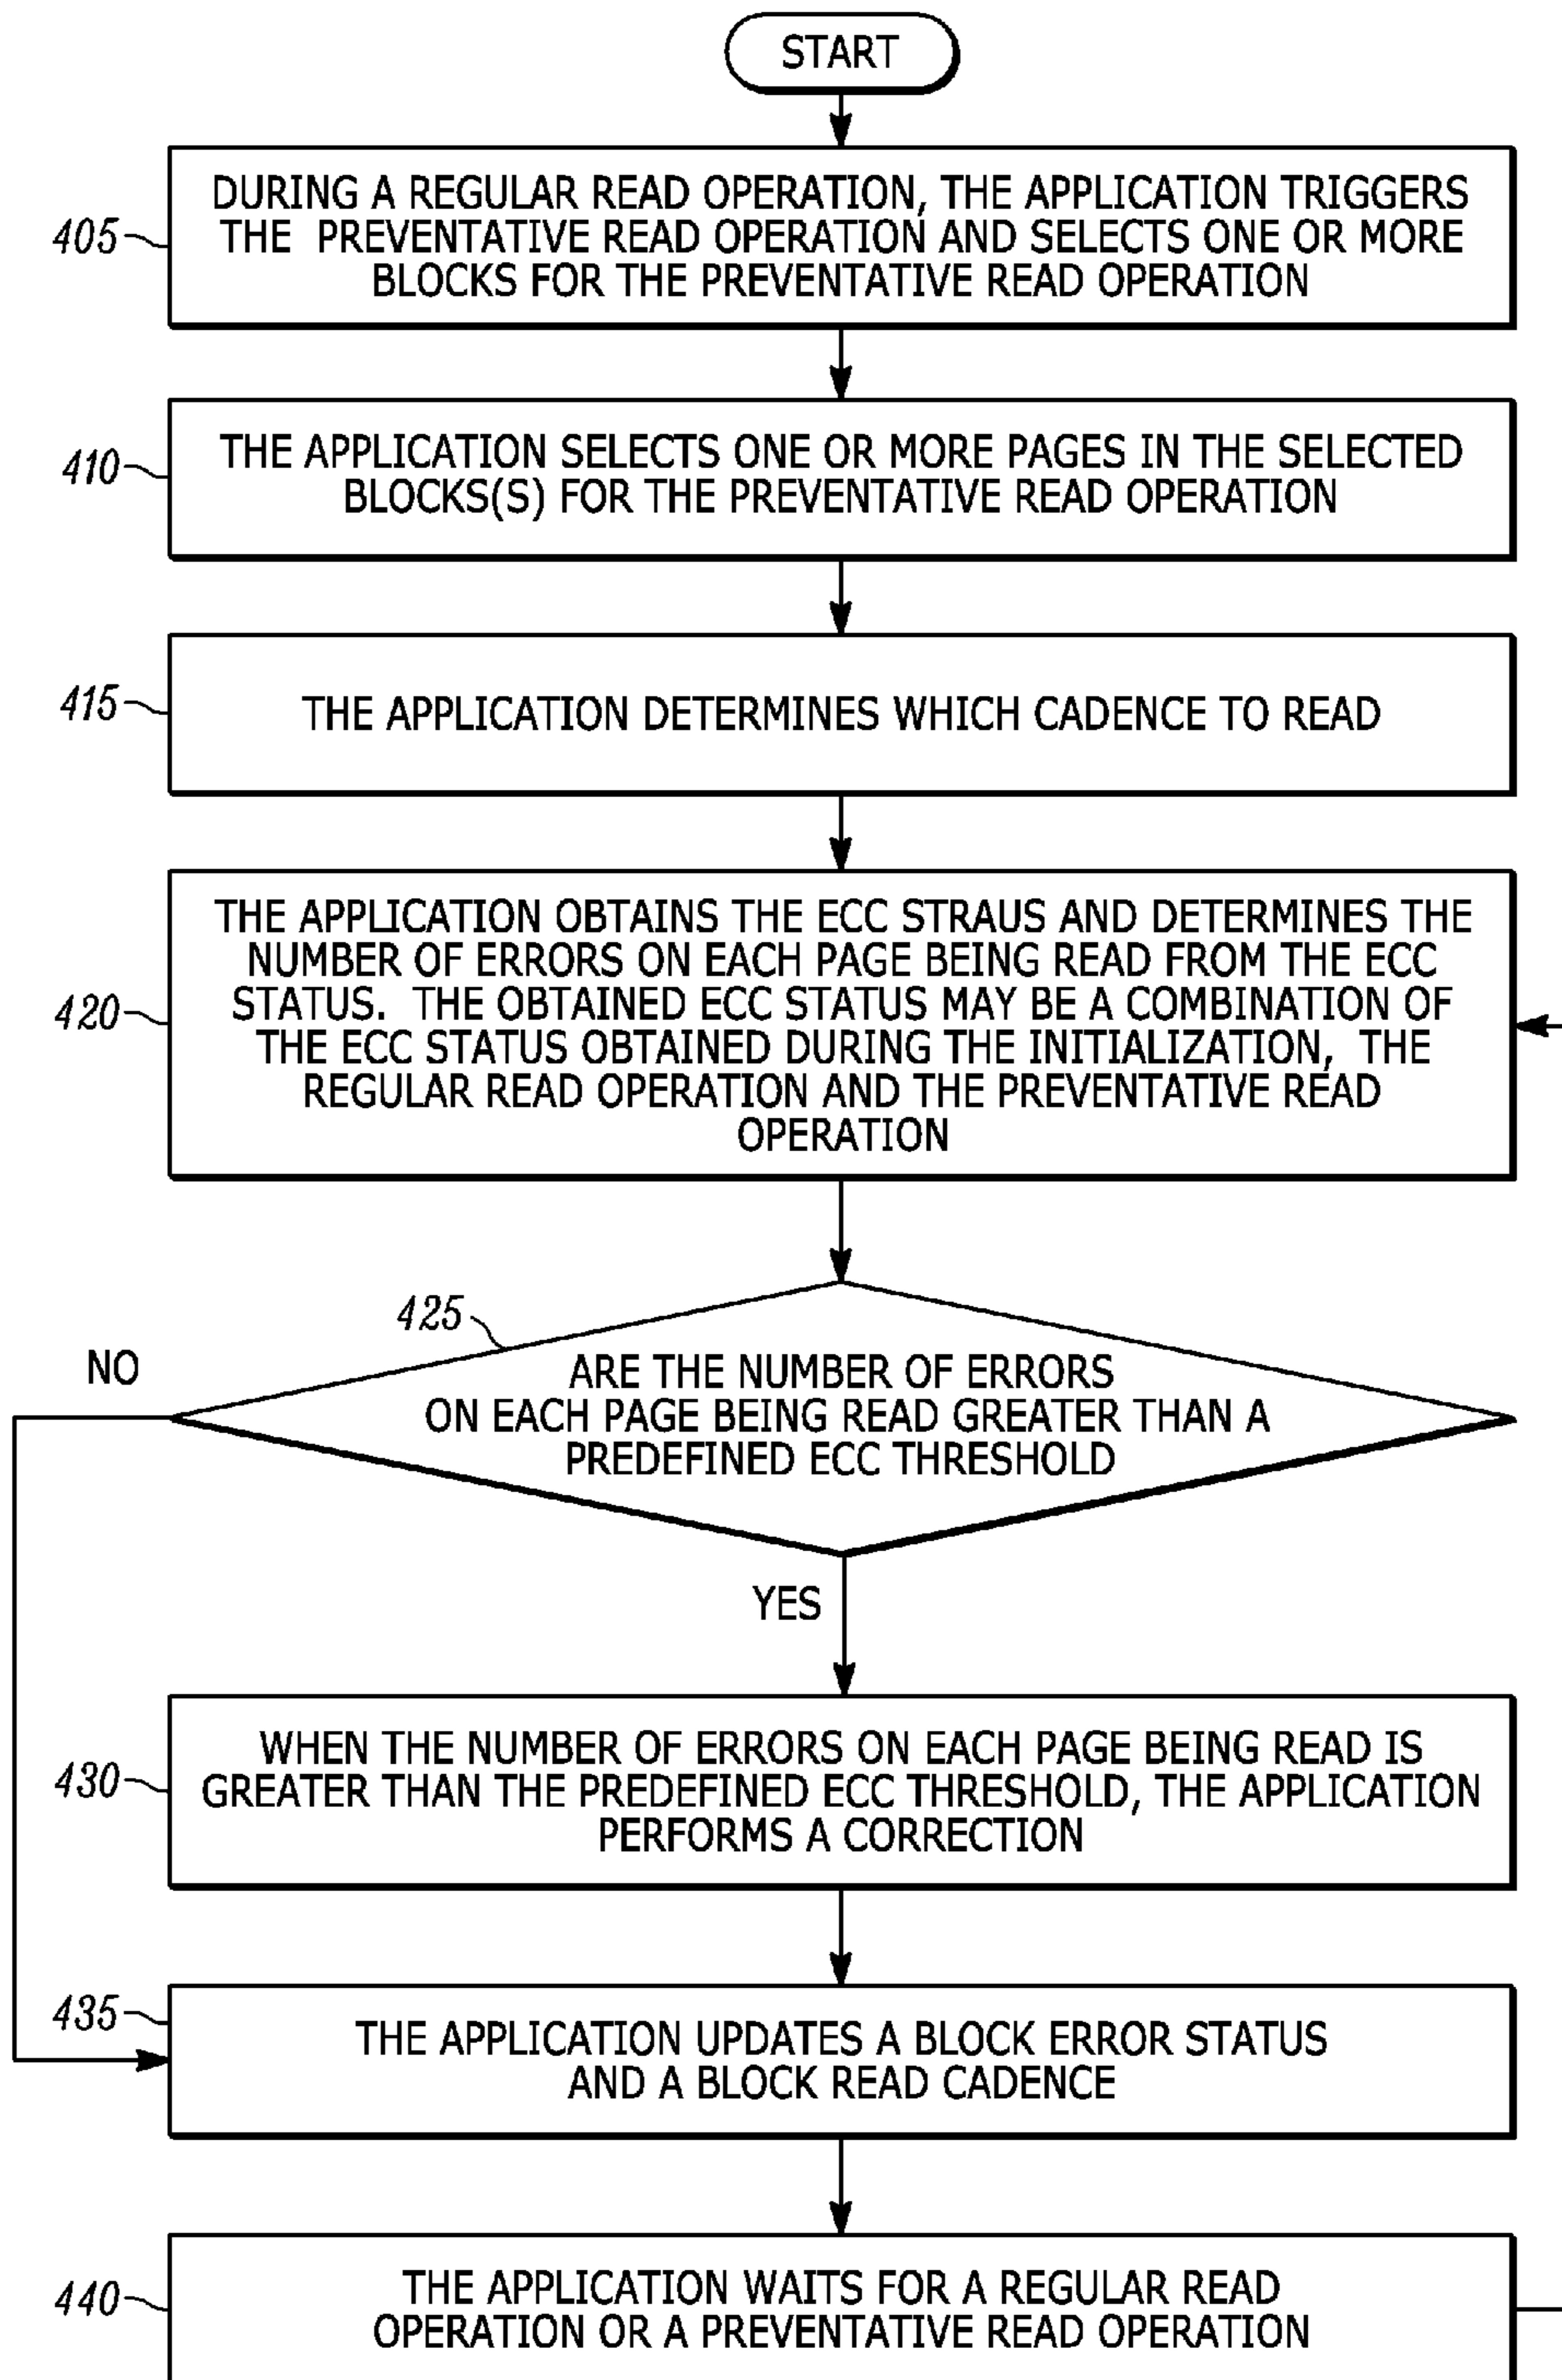 START
405
DURING A REGULAR READ OPERATION, THE APPLICATION TRIGGERS
THE PREVENTATIVE READ OPERATION AND SELECTS ONE OR MORE
BLOCKS FOR THE PREVENTATIVE READ OPERATION
410
THE APPLICATION SELECTS ONE OR MORE PAGES IN THE SELECTED
BLOCKS(S) FOR THE PREVENTATIVE READ OPERATION
415
THE APPLICATION DETERMINES WHICH CADENCE TO READ
420
THE APPLICATION OBTAINS THE ECC STRAUS AND DETERMINES THE
NUMBER OF ERRORS ON EACH PAGE BEING READ FROM THE ECC
STATUS. THE OBTAINED ECC STATUS MAY BE A COMBINATION OF
THE ECC STATUS OBTAINED DURING THE INITIALIZATION, THE
REGULAR READ OPERATION AND THE PREVENTATIVE READ
OPERATION
425
NO
ARE THE NUMBER OF ERRORS
ON EACH PAGE BEING READ GREATER THAN A
PREDEFINED ECC THRESHOLD
YES
430
WHEN THE NUMBER OF ERRORS ON EACH PAGE BEING READ IS
GREATER THAN THE PREDEFINED ECC THRESHOLD, THE APPLICATION
PERFORMS A CORRECTION
435
THE APPLICATION UPDATES A BLOCK ERROR STATUS
AND A BLOCK READ CADENCE
440
THE APPLICATION WAITS FOR A REGULAR READ
OPERATION OR A PREVENTATIVE READ OPERATION